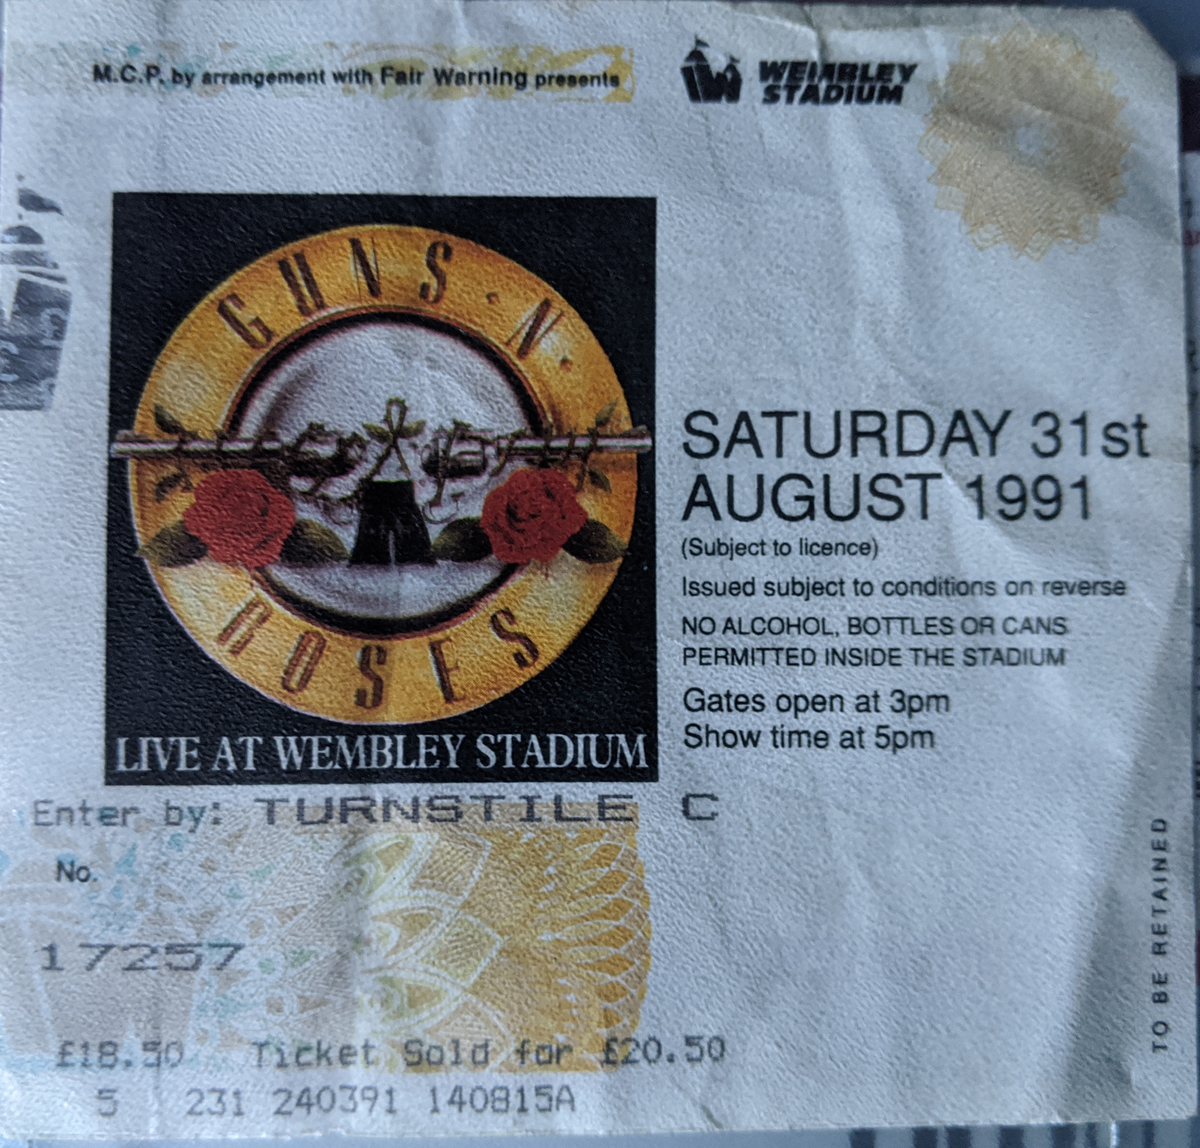 M.C.P. by arrangement with Fair Warning presents
WEMBLEY
STADIUM
GUNS · N ·
ROSES
LIVE AT WEMBLEY STADIUM
SATURDAY 31st
AUGUST 1991
(Subject to licence)
Issued subject to conditions on reverse
NO ALCOHOL, BOTTLES OR CANS
PERMITTED INSIDE THE STADIUM
Gates open at 3pm
Show time at 5pm
Enter by: TURNSTILE C
No.
17257
£18.50 Ticket Sold for £20.50
5 231 240391 140815A
TO BE RETAINED